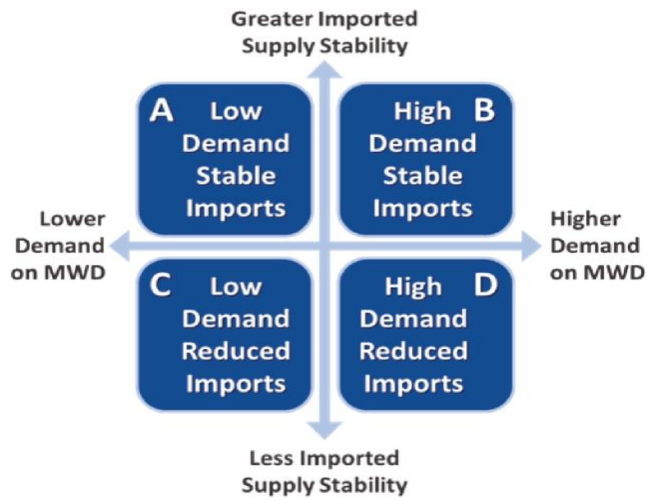 Greater Imported
Supply Stability
A Low
Demand
Stable
Imports
High B
Demand
Stable
Imports
Lower
Demand
on MWD
Higher
Demand
on MWD
C Low
Demand
Reduced
Imports
High D
Demand
Reduced
Imports
Less Imported
Supply Stability